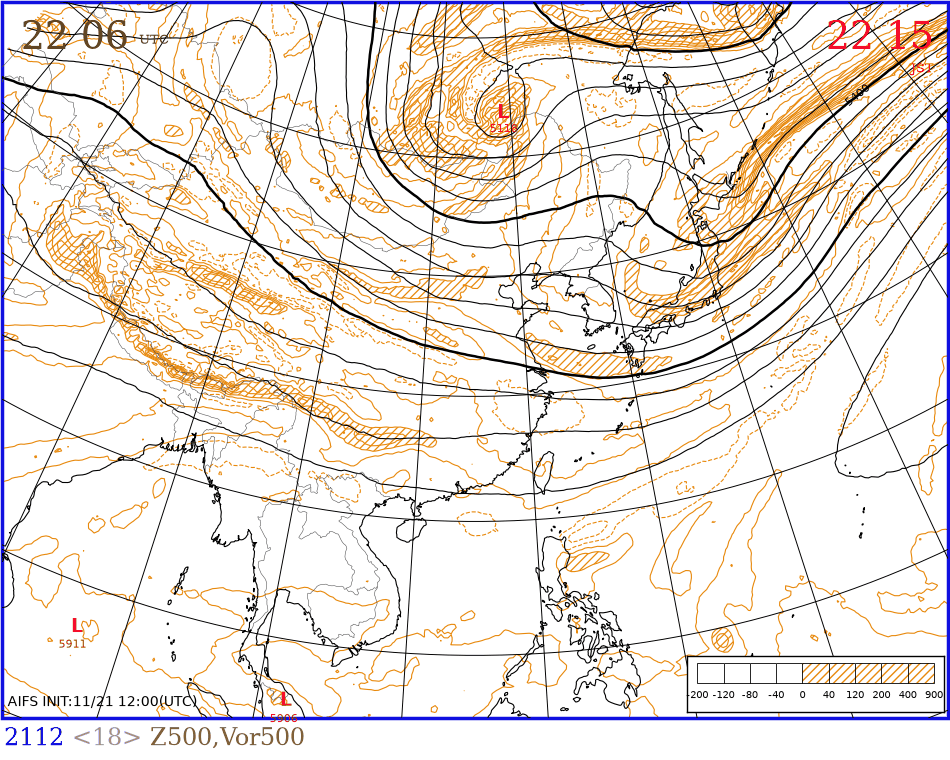 22 06 UTC
22 15 JST
5400
L
5118
L
5911
L
5906
AIFS INIT:11/21 12:00(UTC)
-200 -120 -80 -40 0 40 120 200 400 900
2112 <18> Z500,Vor500